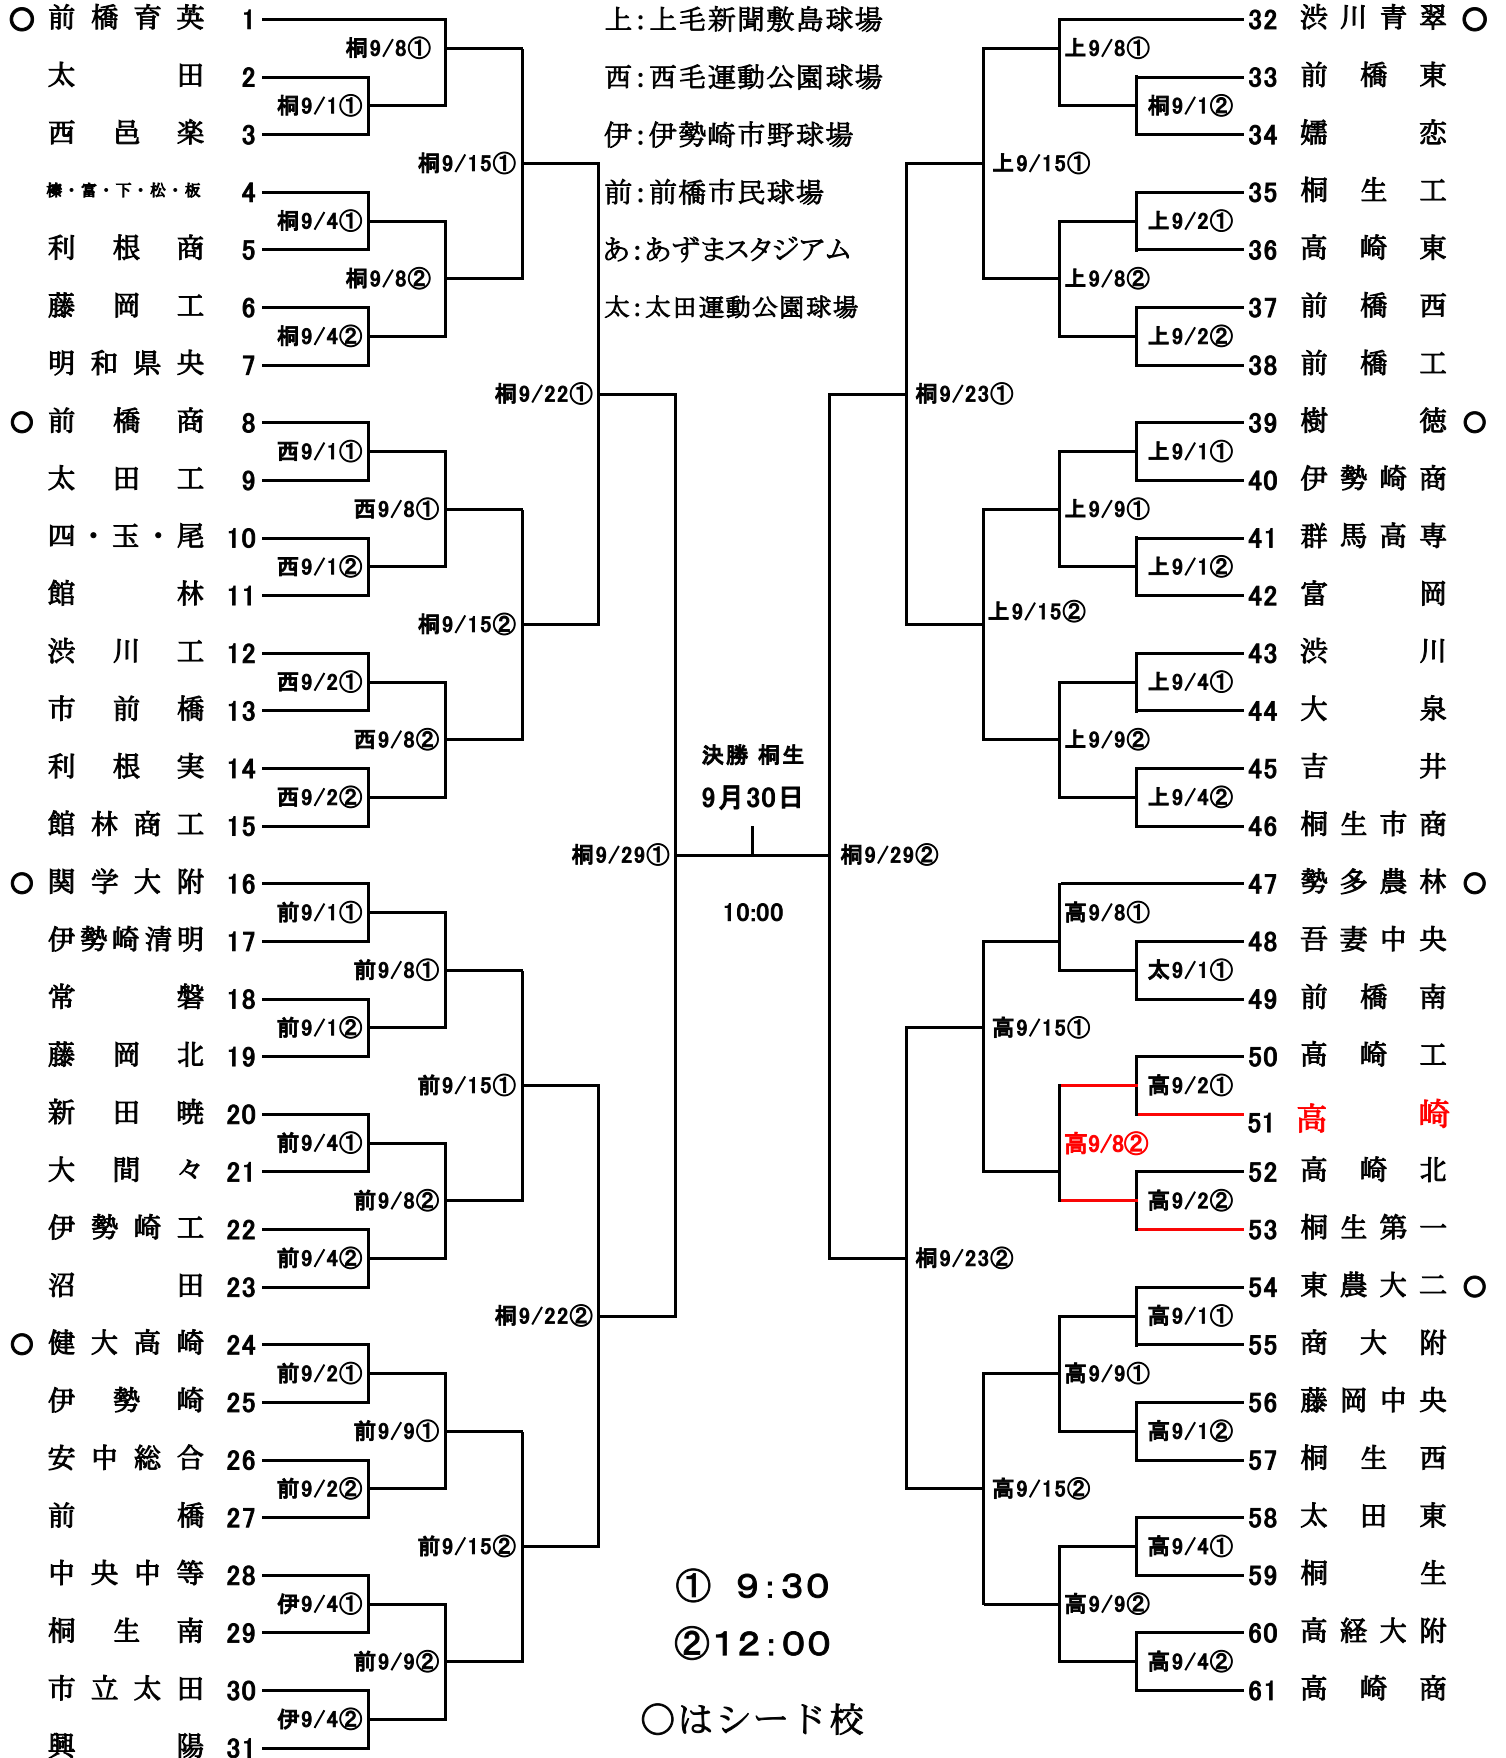 ○ 前橋育英 1
太田 2
西邑楽 3
榛・富・下・松・板 4
利根商 5
藤岡工 6
明和県央 7
○ 前橋商 8
太田工 9
四・玉・尾 10
館林 11
渋川工 12
市前橋 13
利根実 14
館林商工 15
○ 関学大附 16
伊勢崎清明 17
常磐 18
藤岡北 19
新田暁 20
大間々 21
伊勢崎工 22
沼田 23
○ 健大高崎 24
伊勢崎 25
安中総合 26
前橋 27
中央中等 28
桐生南 29
市立太田 30
興陽 31
桐9/8①
桐9/1①
桐9/15①
桐9/4①
桐9/8②
桐9/4②
桐9/22①
西9/1①
西9/8①
西9/1②
桐9/15②
西9/2①
西9/8②
西9/2②
桐9/29①
前9/1①
前9/8①
前9/1②
前9/15①
前9/4①
前9/8②
前9/4②
桐9/22②
前9/2①
前9/9①
前9/2②
前9/15②
伊9/4①
前9/9②
伊9/4②
上:上毛新聞敷島球場
西:西毛運動公園球場
伊:伊勢崎市野球場
前:前橋市民球場
あ:あずまスタジアム
太:太田運動公園球場
決勝 桐生
9月30日
10:00
① 9:30
②12:00
○はシード校
上9/8①
桐9/1②
上9/15①
上9/2①
上9/8②
上9/2②
桐9/23①
上9/1①
上9/9①
上9/1②
上9/15②
上9/4①
上9/9②
上9/4②
桐9/29②
高9/8①
太9/1①
高9/15①
高9/2①
高9/8②
高9/2②
桐9/23②
高9/1①
高9/9①
高9/1②
高9/15②
高9/4①
高9/9②
高9/4②
32 渋川青翠 ○
33 前橋東
34 嬬恋
35 桐生工
36 高崎東
37 前橋西
38 前橋工
39 樹徳 ○
40 伊勢崎商
41 群馬高専
42 富岡
43 渋川
44 大泉
45 吉井
46 桐生市商
47 勢多農林 ○
48 吾妻中央
49 前橋南
50 高崎工
51 高崎
52 高崎北
53 桐生第一
54 東農大二 ○
55 商大附
56 藤岡中央
57 桐生西
58 太田東
59 桐生
60 高経大附
61 高崎商